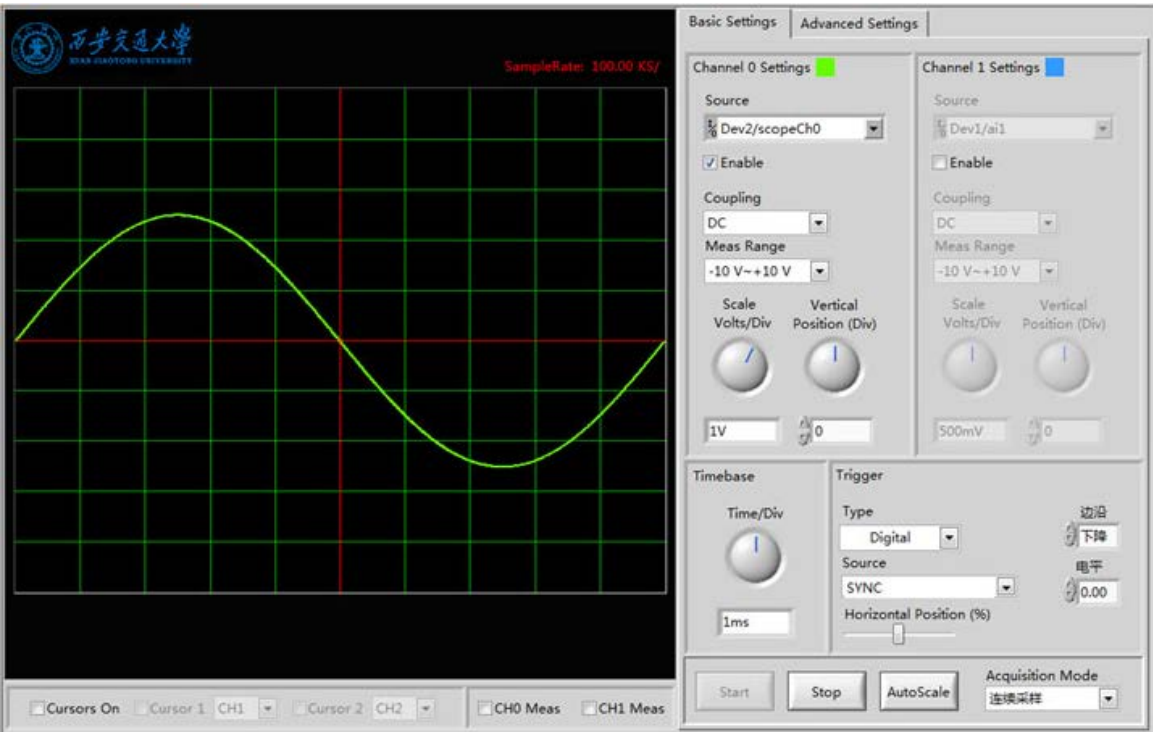 西安交通大學
XI'AN JIAOTONG UNIVERSITY
SampleRate: 100.00 KS/
Basic Settings
Advanced Settings
Channel 0 Settings
Source
Dev2/scopeCh0
Enable
Coupling
DC
Meas Range
-10 V~+10 V
Scale
Volts/Div
Vertical
Position (Div)
1V
0
Channel 1 Settings
Source
Dev1/ai1
Enable
Coupling
DC
Meas Range
-10 V~+10 V
Scale
Volts/Div
Vertical
Position (Div)
500mV
0
Timebase
Time/Div
1ms
Trigger
Type
Digital
Source
SYNC
Horizontal Position (%)
边沿
下降
电平
0.00
Cursors On
Cursor 1
CH1
Cursor 2
CH2
CH0 Meas
CH1 Meas
Start
Stop
AutoScale
Acquisition Mode
连续采样